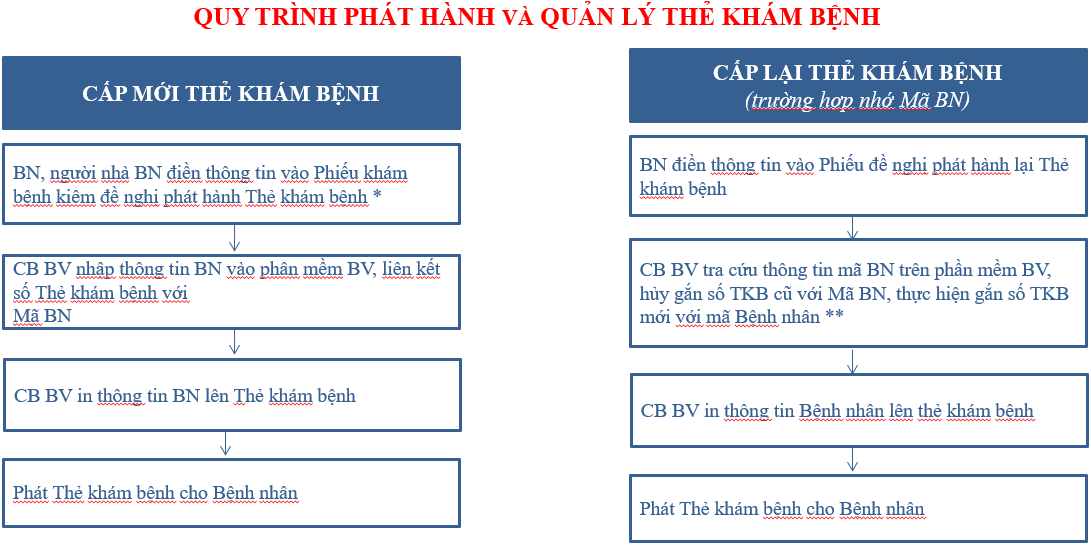 QUY TRÌNH PHÁT HÀNH VÀ QUẢN LÝ THẺ KHÁM BỆNH
CẤP MỚI THẺ KHÁM BỆNH
BN, người nhà BN điền thông tin vào Phiếu khám
bệnh kiêm đề nghị phát hành Thẻ khám bệnh *
CB BV nhập thông tin BN vào phân mềm BV, liên kết
số Thẻ khám bệnh với
Mã BN
CB BV in thông tin BN lên Thẻ khám bệnh
Phát Thẻ khám bệnh cho Bệnh nhân
CẤP LẠI THẺ KHÁM BỆNH
(trường hợp nhớ Mã BN)
BN điền thông tin vào Phiếu đề nghị phát hành lại Thẻ
khám bệnh
CB BV tra cứu thông tin mã BN trên phần mềm BV,
hủy gắn số TKB cũ với Mã BN, thực hiện gắn số TKB
mới với mã Bệnh nhân **
CB BV in thông tin Bệnh nhân lên thẻ khám bệnh
Phát Thẻ khám bệnh cho Bệnh nhân